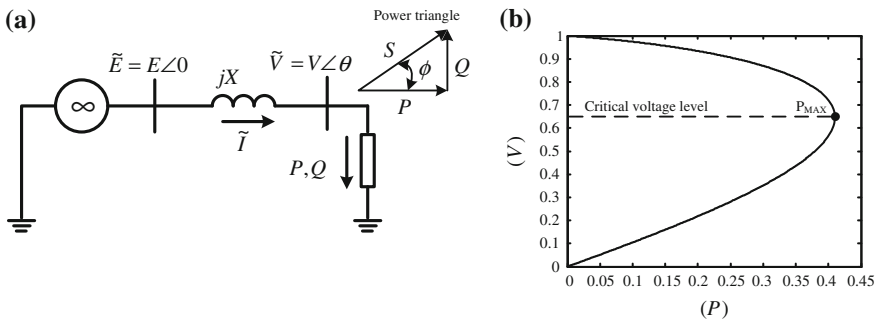 (a)
Power triangle
S
ϕ
Q
P
Ẽ = E∠0
jX
Ṽ = V∠θ
∞
Ĩ
P, Q
(b)
1
0.9
0.8
0.7
0.6
0.5
0.4
0.3
0.2
0.1
0
(V)
Critical voltage level
P_MAX
0 0.05 0.1 0.15 0.2 0.25 0.3 0.35 0.4 0.45
(P)